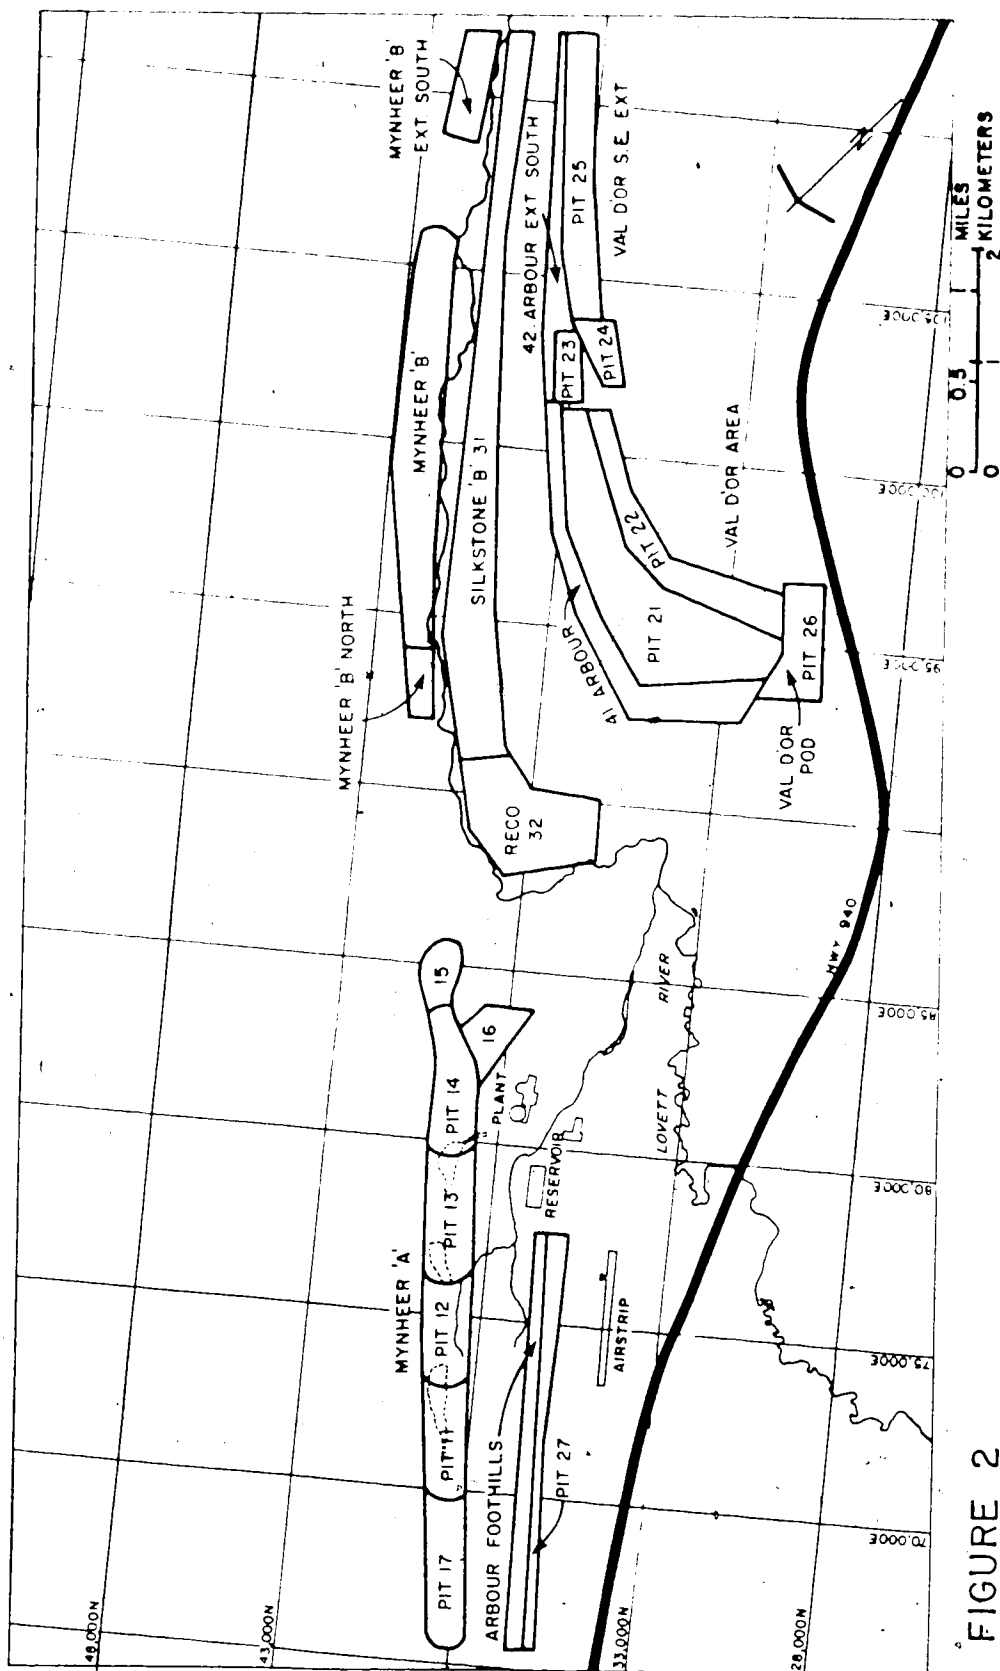 MYNHEER 'B'
EXT SOUTH
MYNHEER 'B'
MYNHEER 'B' NORTH
SILKSTONE 'B' 31
RECO
32
42 ARBOUR EXT SOUTH
PIT 25
VAL D'OR S.E. EXT
PIT 23
PIT 24
41 ARBOUR
PIT 21
PIT 22
VAL D'OR AREA
PIT 26
VAL D'OR
POD
MYNHEER 'A'
PIT 17
PIT 11
PIT 12
PIT 13
PIT 14
15
16
PLANT
RESERVOIR
ARBOUR FOOTHILLS
PIT 27
AIRSTRIP
LOVETT RIVER
HWY 940
48,000N
43,000N
33,000N
28,000N
70,000E
75,000E
80,000E
85,000E
95,000E
100,000E
105,000E
N
0 0.5 1 MILES
0 1 2 KILOMETERS
FIGURE 2